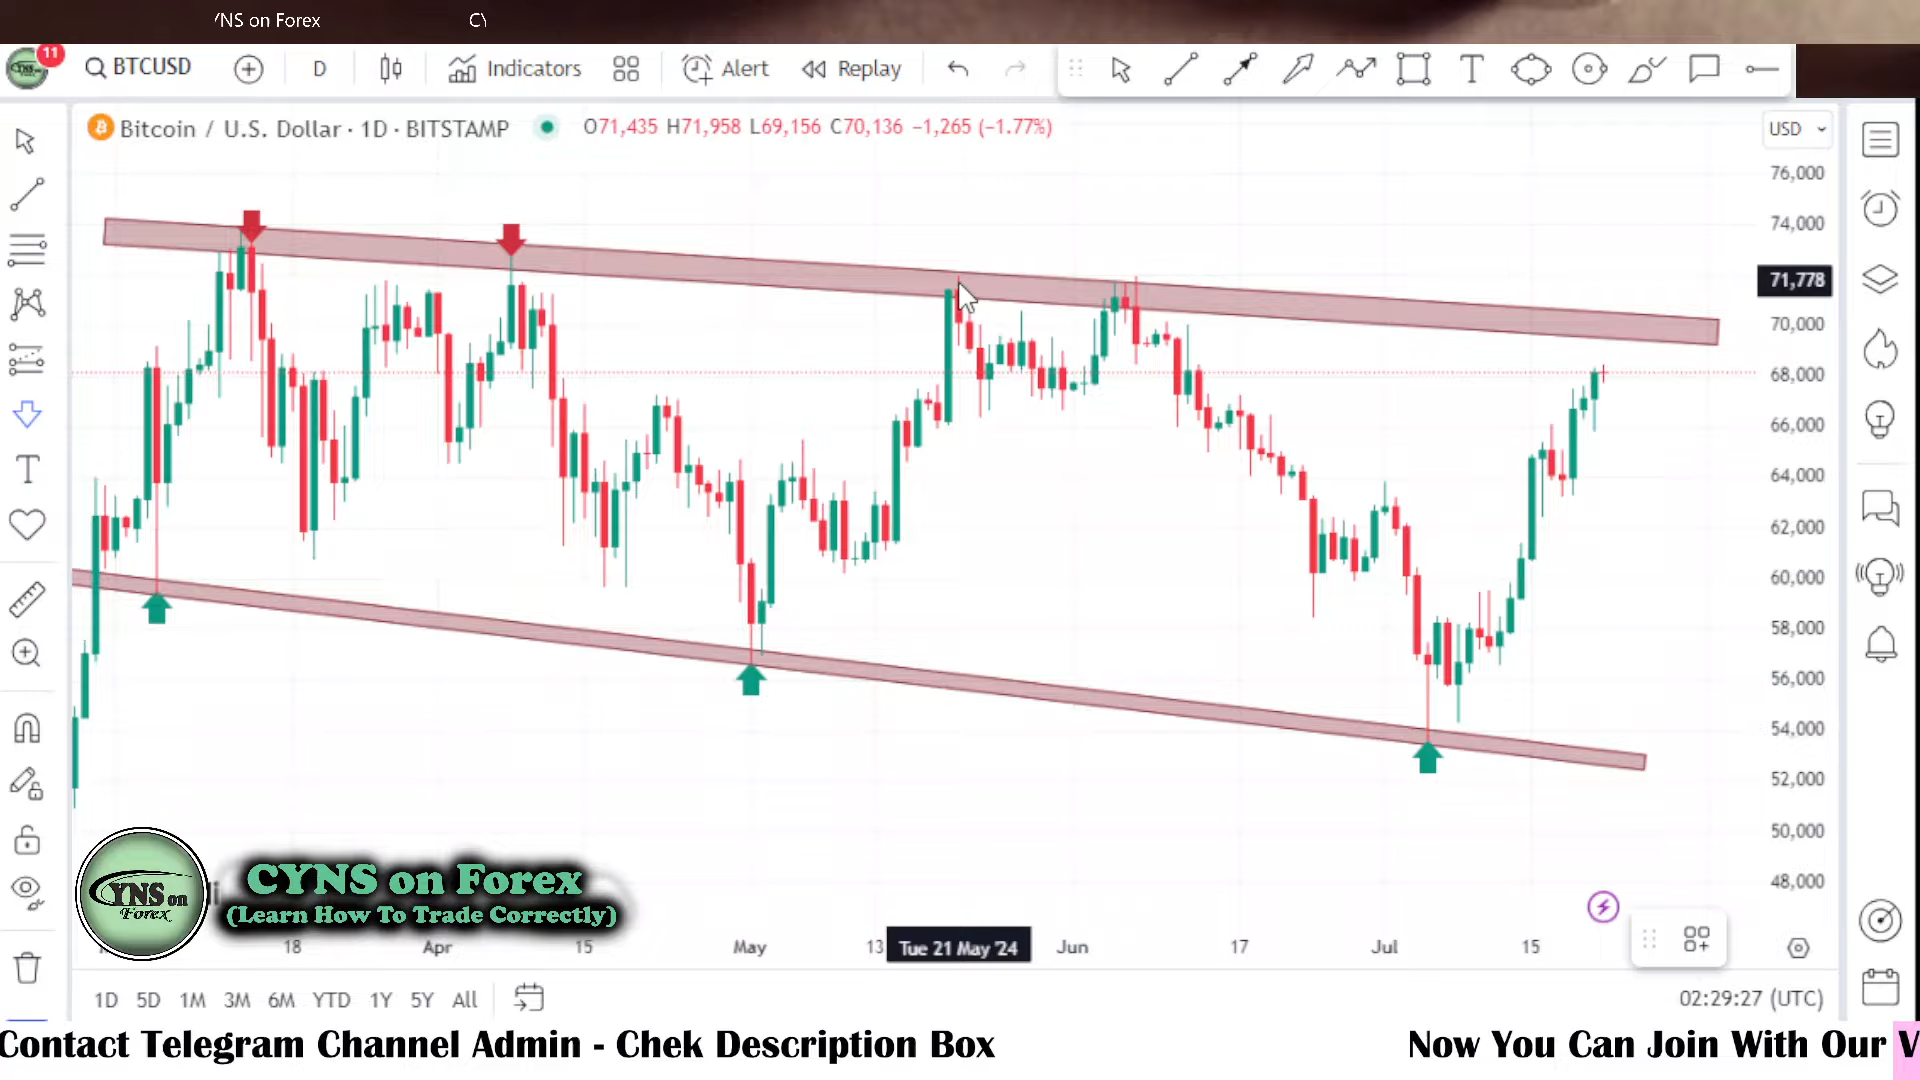 YNS on Forex CY
11 BTCUSD D Indicators Alert Replay
Bitcoin / U.S. Dollar · 1D · BITSTAMP O71,435 H71,958 L69,156 C70,136 −1,265 (−1.77%) USD
76,000
74,000
71,778
70,000
68,000
66,000
64,000
62,000
60,000
58,000
56,000
54,000
52,000
50,000
48,000
YNS on Forex
CYNS on Forex
(Learn How To Trade Correctly)
18 Apr 15 May 13 Tue 21 May '24 Jun 17 Jul 15
1D 5D 1M 3M 6M YTD 1Y 5Y All 02:29:27 (UTC)
Contact Telegram Channel Admin - Chek Description Box Now You Can Join With Our V